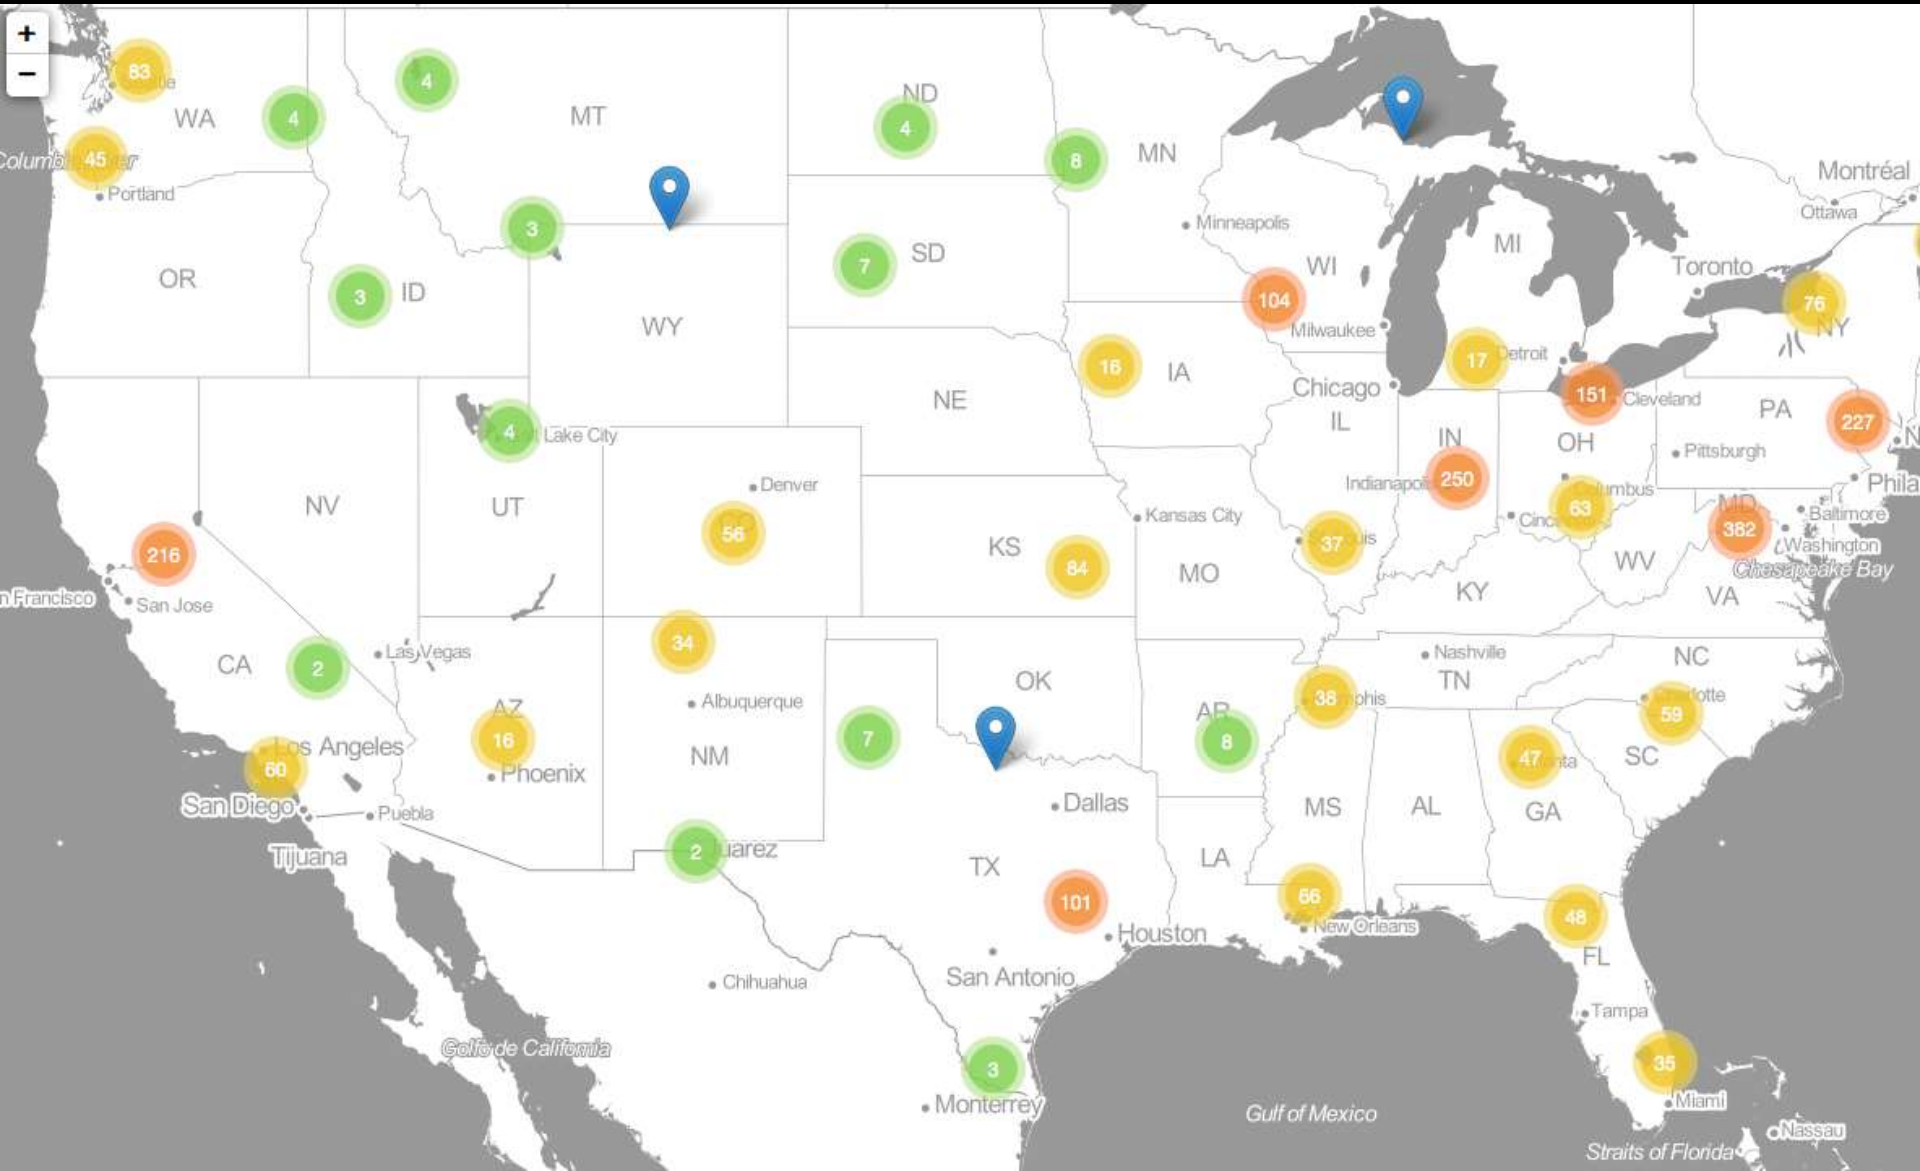 +
−
83
WA
4
4
MT
ND
4
8
MN
Montréal
45
Portland
Ottawa
Minneapolis
3
MI
OR
7
SD
WI
Toronto
3
ID
104
76
NY
WY
Milwaukee
16
IA
17
Detroit
Chicago
151
Cleveland
NE
IL
PA
227
4
Lake City
IN
OH
Pittsburgh
Denver
Indianapolis
250
Phila
NV
UT
63
MD
Baltimore
Kansas City
216
56
KS
37
382
Washington
84
MO
WV
Chesapeake Bay
KY
VA
n Francisco
San Jose
CA
2
Las Vegas
34
OK
Nashville
TN
NC
AZ
Albuquerque
AR
38
59
16
NM
7
8
47
SC
Los Angeles
60
Phoenix
San Diego
Puebla
Dallas
MS
AL
GA
Tijuana
2
Juarez
TX
LA
101
66
48
Houston
New Orleans
FL
San Antonio
Chihuahua
Tampa
Golfo de California
3
35
Monterrey
Gulf of Mexico
Miami
Nassau
Straits of Florida